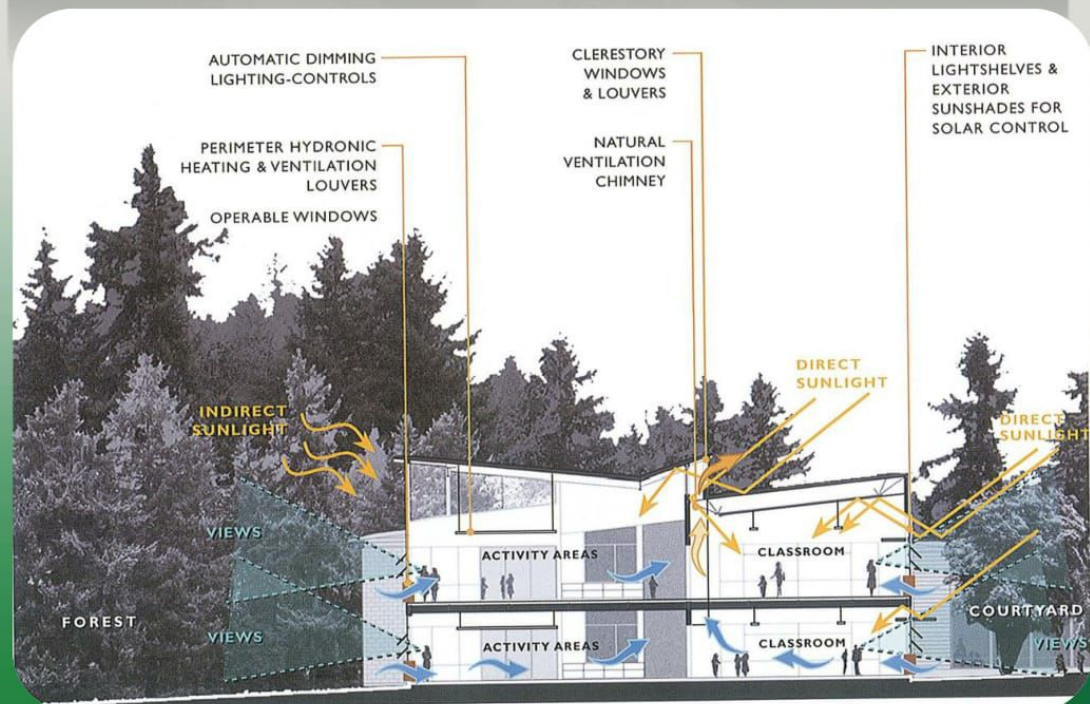 AUTOMATIC DIMMING
LIGHTING-CONTROLS
PERIMETER HYDRONIC
HEATING & VENTILATION
LOUVERS
OPERABLE WINDOWS
CLERESTORY
WINDOWS
& LOUVERS
NATURAL
VENTILATION
CHIMNEY
INTERIOR
LIGHTSHELVES &
EXTERIOR
SUNSHADES FOR
SOLAR CONTROL
DIRECT
SUNLIGHT
INDIRECT
SUNLIGHT
DIRECT
SUNLIGHT
VIEWS
ACTIVITY AREAS
CLASSROOM
FOREST
COURTYARD
VIEWS
ACTIVITY AREAS
CLASSROOM
VIEWS